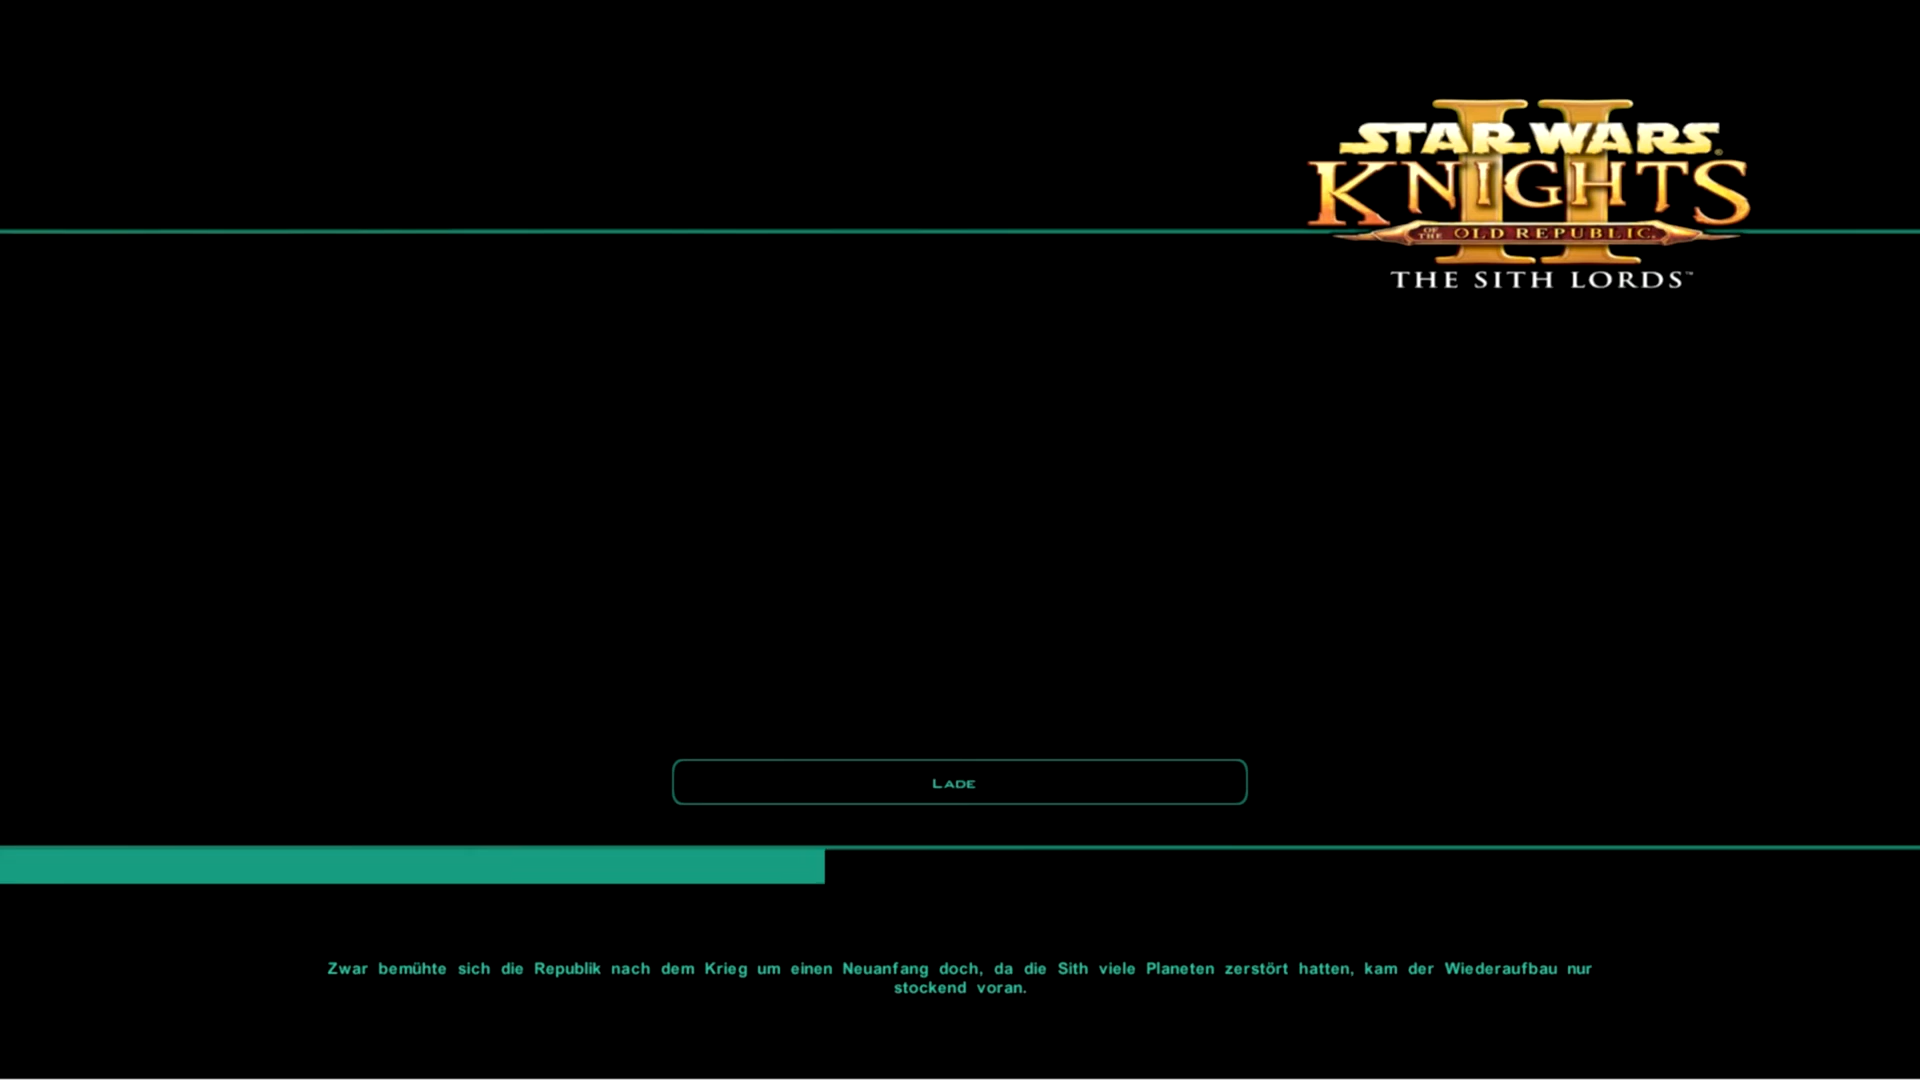 STAR WARS
KNIGHTS
OF THE OLD REPUBLIC
II
THE SITH LORDS™
LADE
Zwar bemühte sich die Republik nach dem Krieg um einen Neuanfang doch, da die Sith viele Planeten zerstört hatten, kam der Wiederaufbau nur
stockend voran.